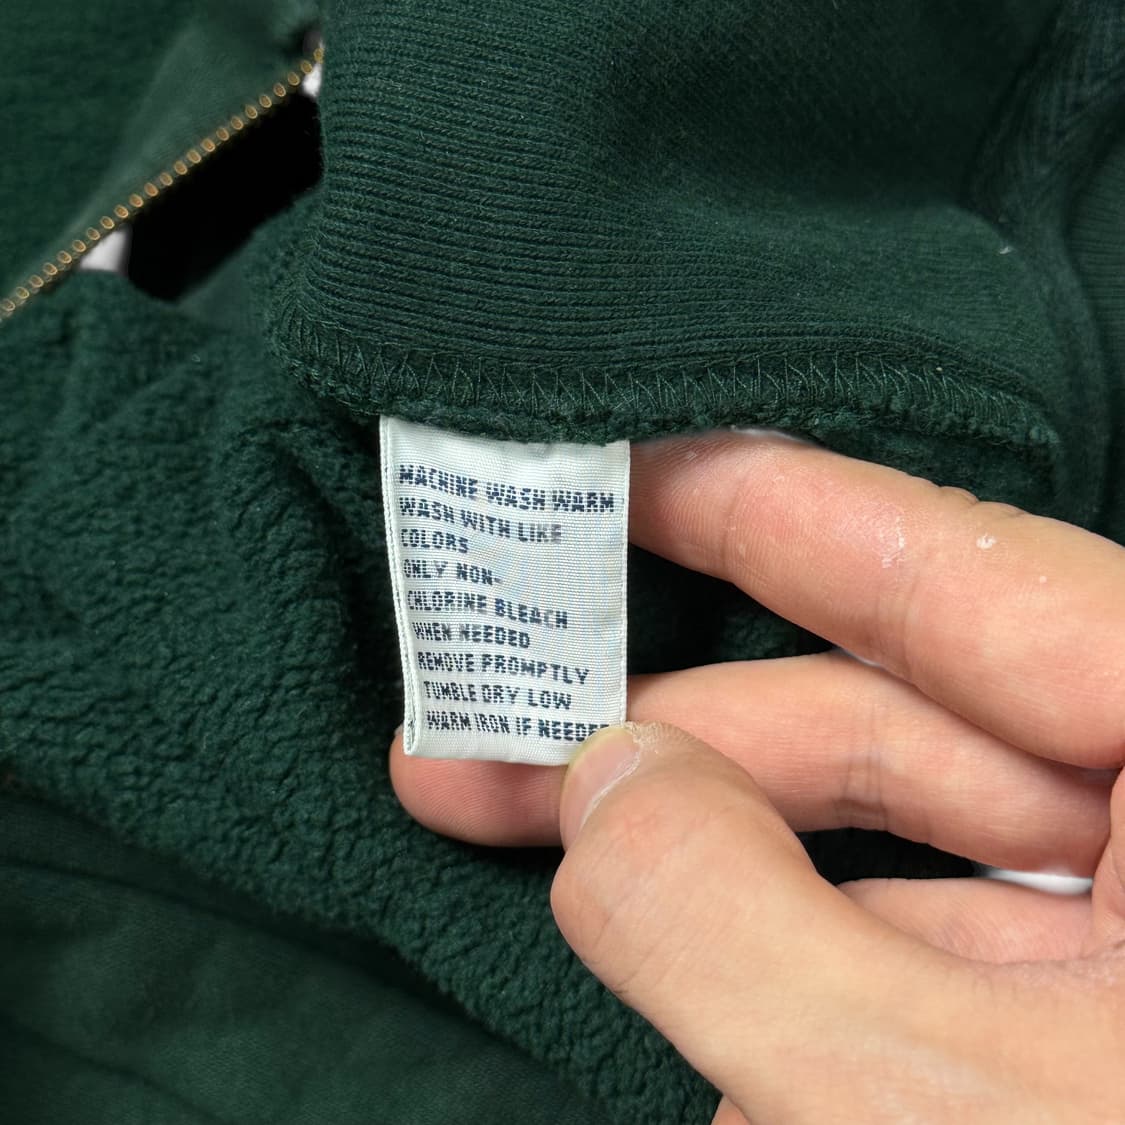 MACHINE WASH WARM
WASH WITH LIKE
COLORS
ONLY NON-
CHLORINE BLEACH
WHEN NEEDED
REMOVE PROMPTLY
TUMBLE DRY LOW
WARM IRON IF NEEDED